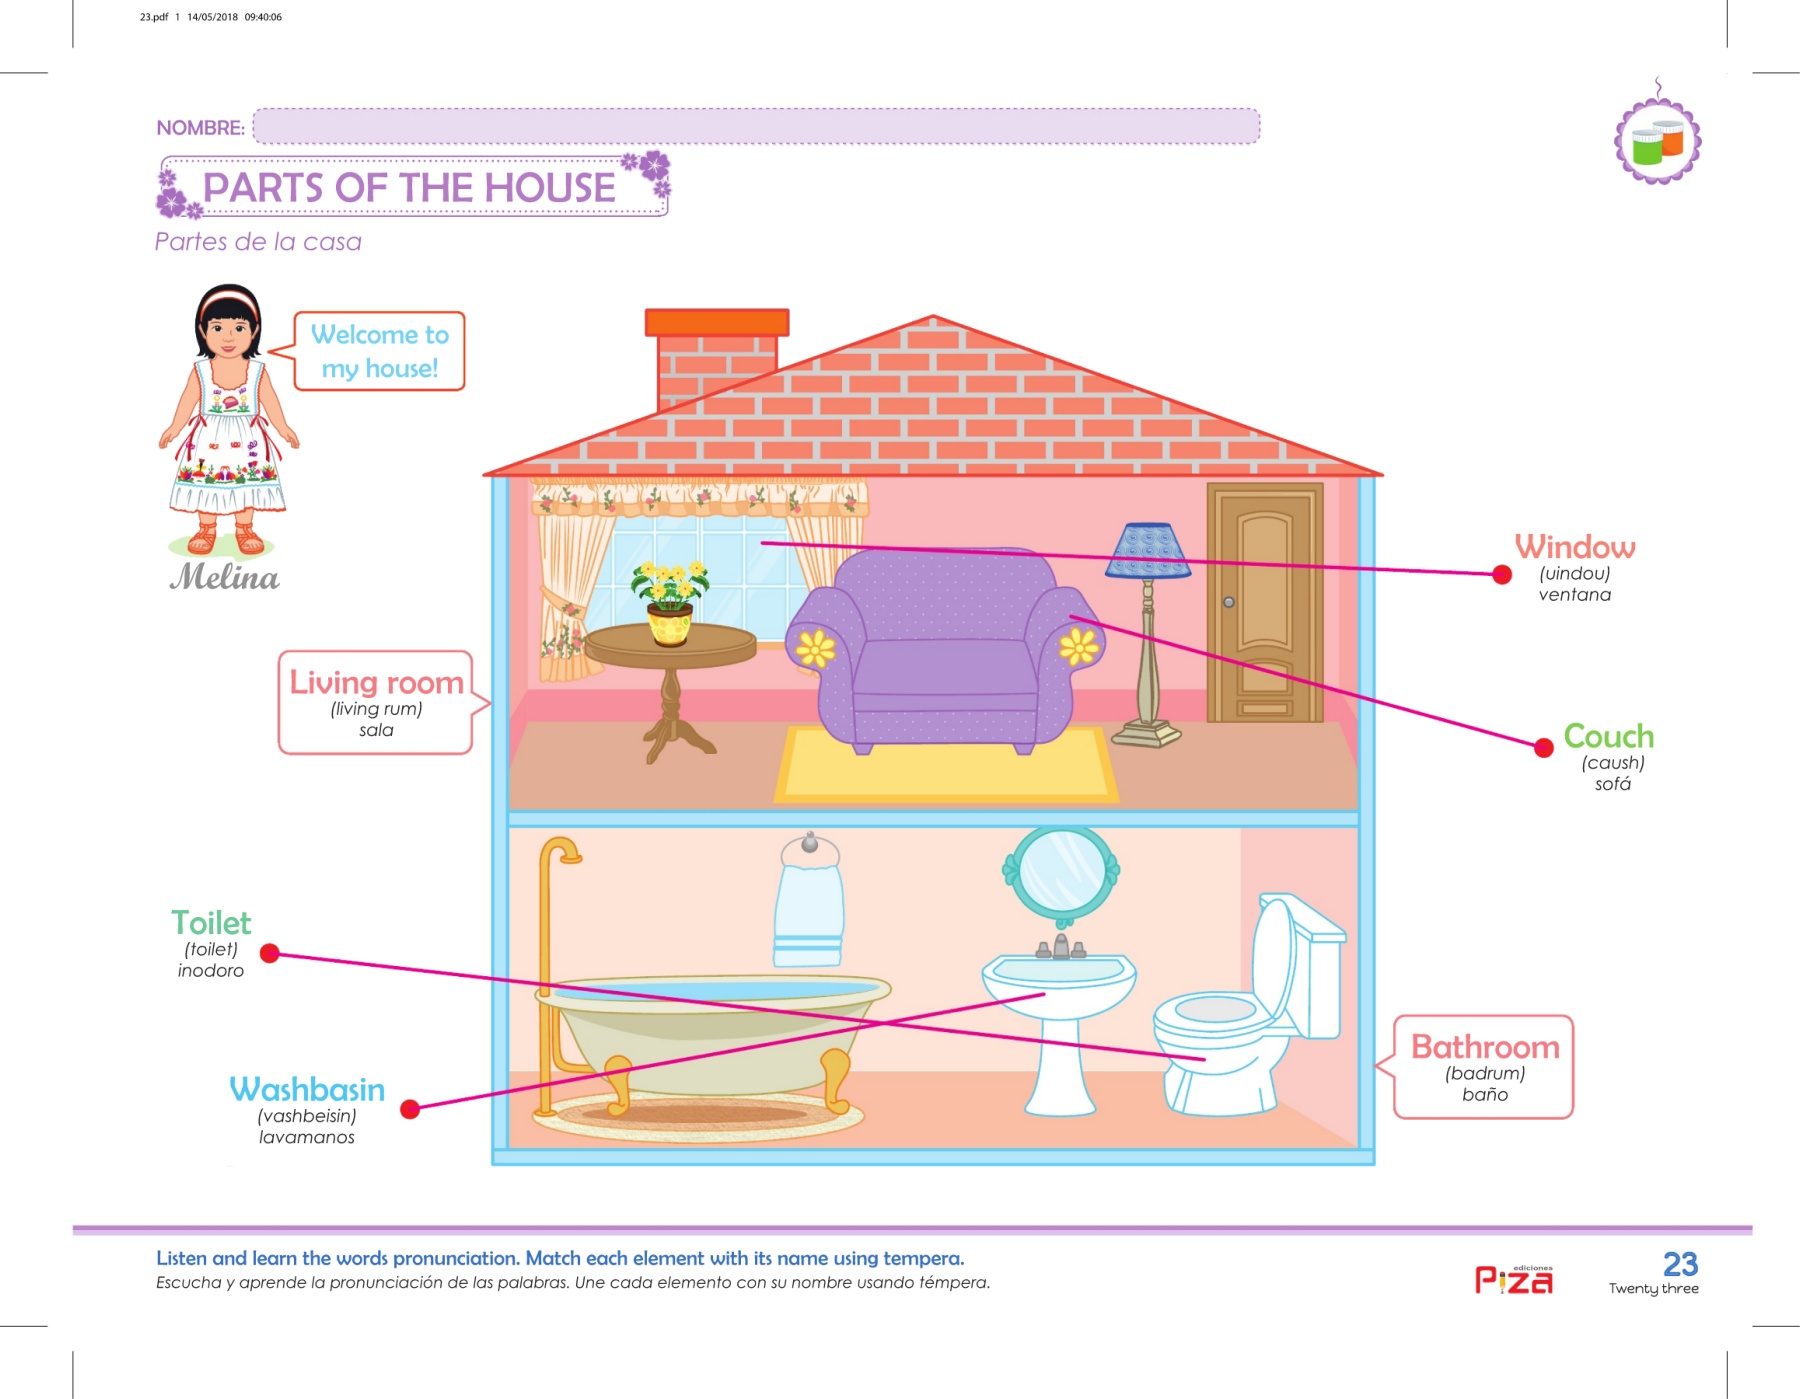 23.pdf 1 14/05/2018 09:40:06
NOMBRE:
PARTS OF THE HOUSE
Partes de la casa
Welcome to
my house!
Melina
Window
(uindou)
ventana
Living room
(living rum)
sala
Couch
(caush)
sofá
Toilet
(toilet)
inodoro
Bathroom
(badrum)
baño
Washbasin
(vashbeisin)
lavamanos
Listen and learn the words pronunciation. Match each element with its name using tempera.
Escucha y aprende la pronunciación de las palabras. Une cada elemento con su nombre usando témpera.
ediciones
Piza
23
Twenty three